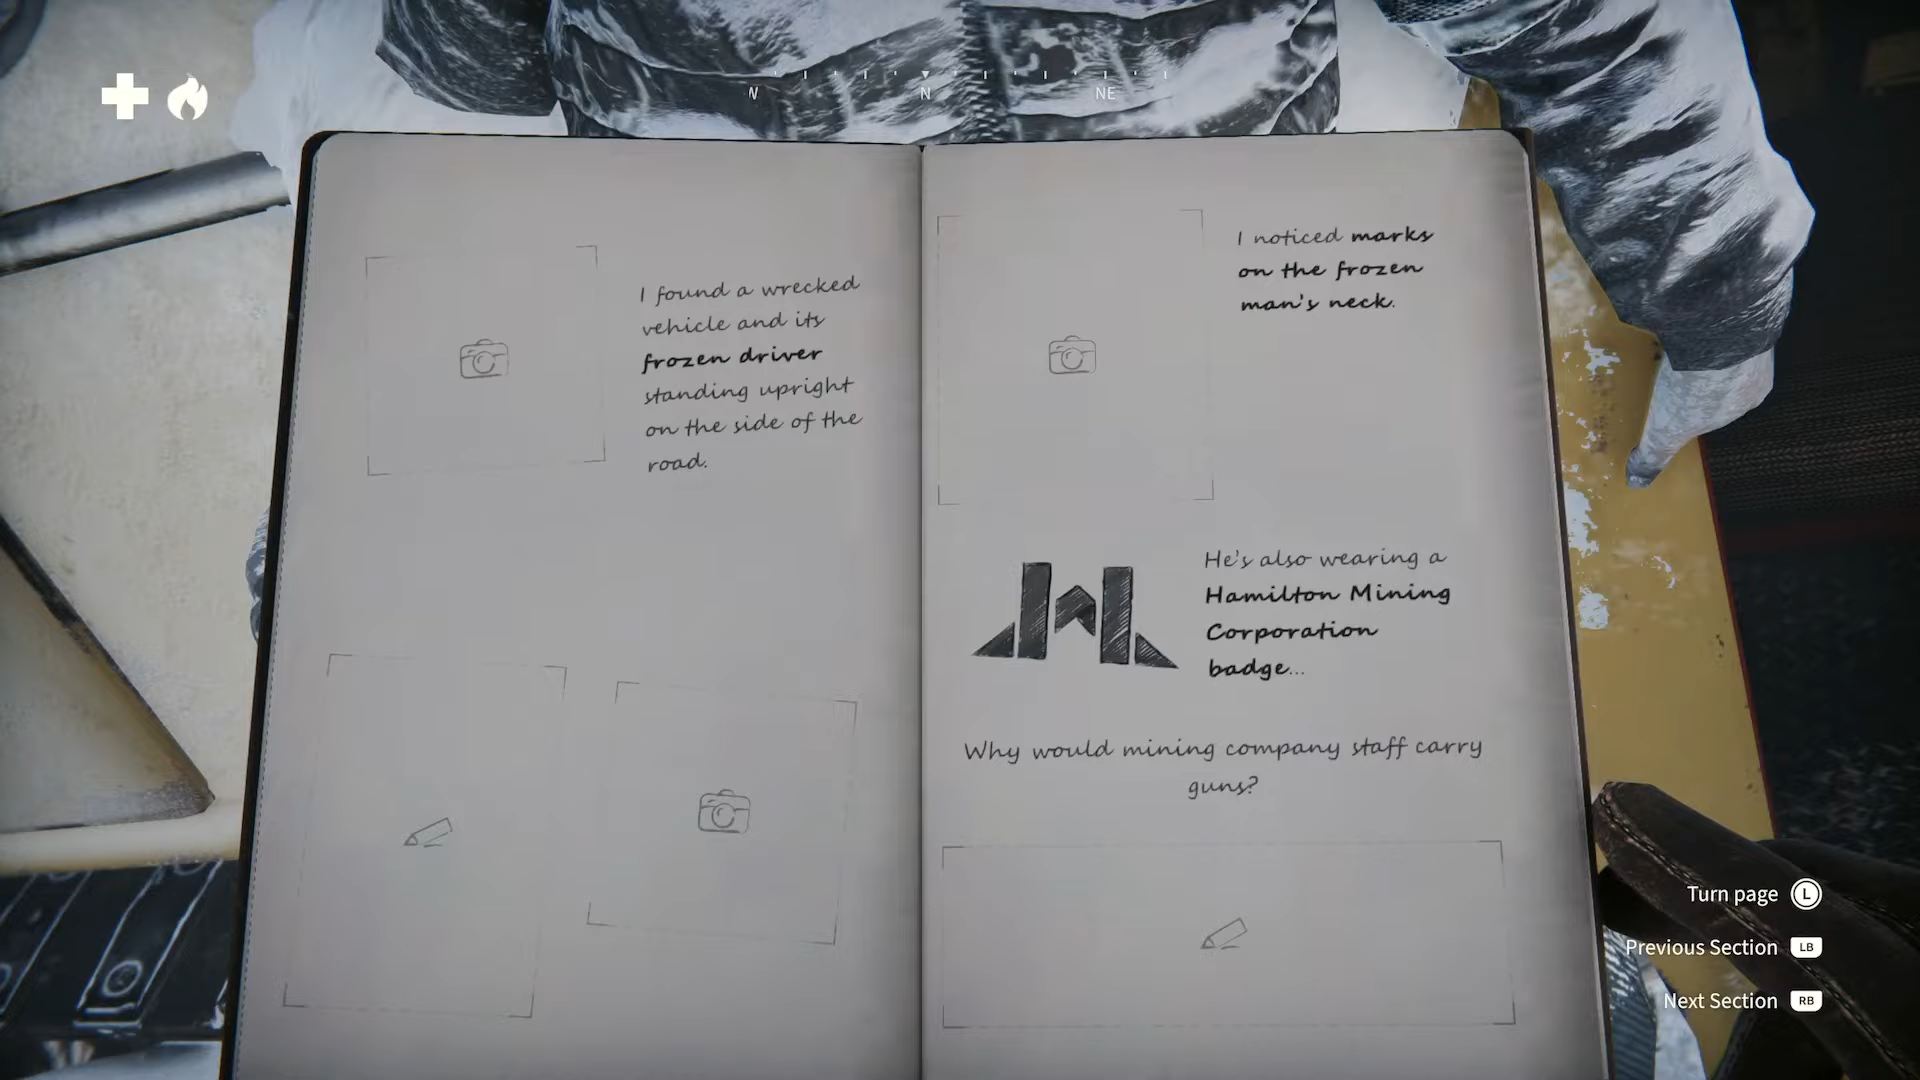 W
N
NE
I found a wrecked
vehicle and its
frozen driver
standing upright
on the side of the
road.
I noticed marks
on the frozen
man's neck.
He's also wearing a
Hamilton Mining
Corporation
badge...
Why would mining company staff carry
guns?
Turn page L
Previous Section LB
Next Section RB